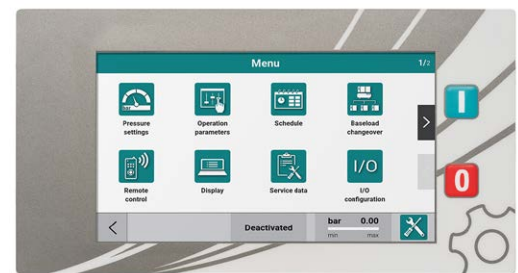 Menu
1/2
Pressure
settings
Operation
parameters
Schedule
Baseload
changeover
Remote
control
Display
Service data
I/O
I/O
configuration
Deactivated
bar 0.00
min max
I
0